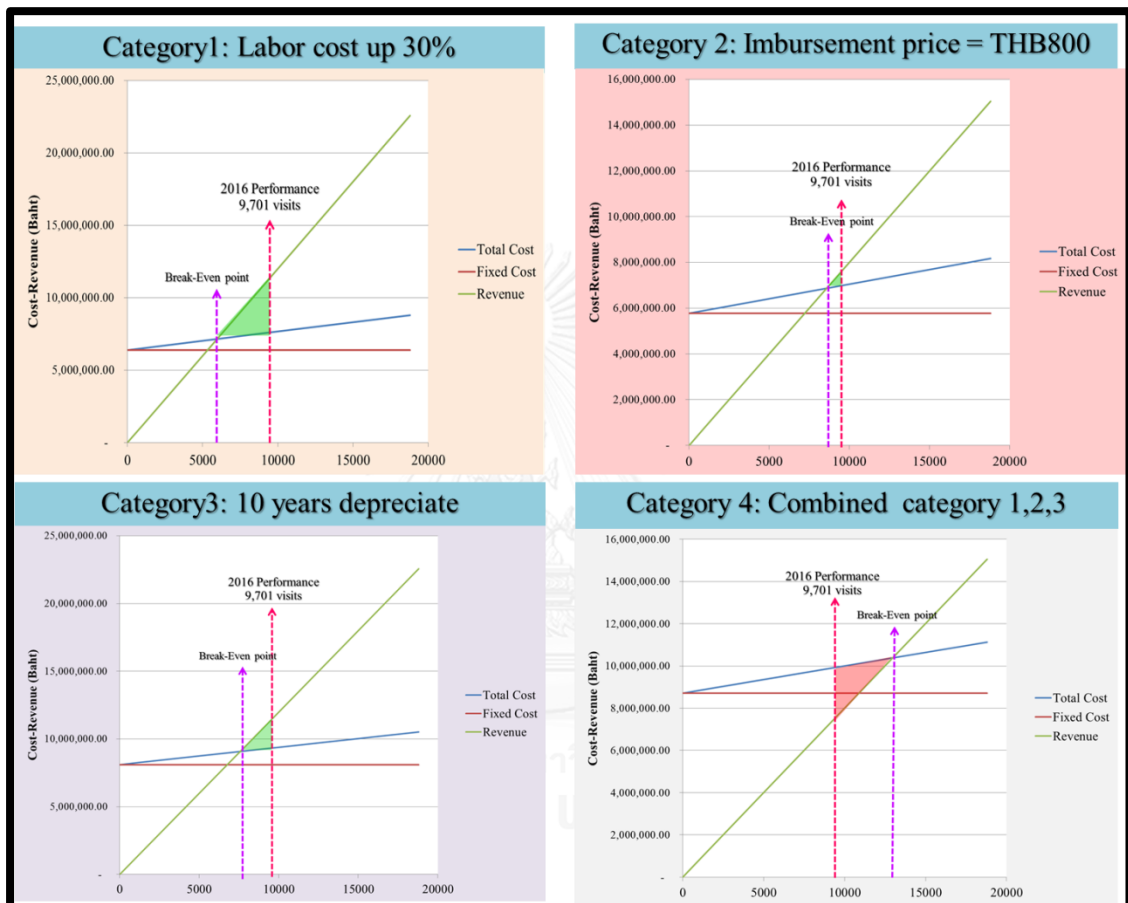 Category1: Labor cost up 30%
25,000,000.00
20,000,000.00
15,000,000.00
10,000,000.00
5,000,000.00
-
Cost-Revenue (Baht)
2016 Performance
9,701 visits
Break-Even point
Total Cost
Fixed Cost
Revenue
0 5000 10000 15000 20000
Category 2: Imbursement price = THB800
16,000,000.00
14,000,000.00
12,000,000.00
10,000,000.00
8,000,000.00
6,000,000.00
4,000,000.00
2,000,000.00
-
Cost-Revenue (Baht)
2016 Performance
9,701 visits
Break-Even point
Total Cost
Fixed Cost
Revenue
0 5000 10000 15000 20000
Category3: 10 years depreciate
25,000,000.00
20,000,000.00
15,000,000.00
10,000,000.00
5,000,000.00
-
Cost-Revenue (Baht)
2016 Performance
9,701 visits
Break-Even point
Total Cost
Fixed Cost
Revenue
0 5000 10000 15000 20000
Category 4: Combined category 1,2,3
16,000,000.00
14,000,000.00
12,000,000.00
10,000,000.00
8,000,000.00
6,000,000.00
4,000,000.00
2,000,000.00
-
Cost-Revenue (Baht)
2016 Performance
9,701 visits
Break-Even point
Total Cost
Fixed Cost
Revenue
0 5000 10000 15000 20000